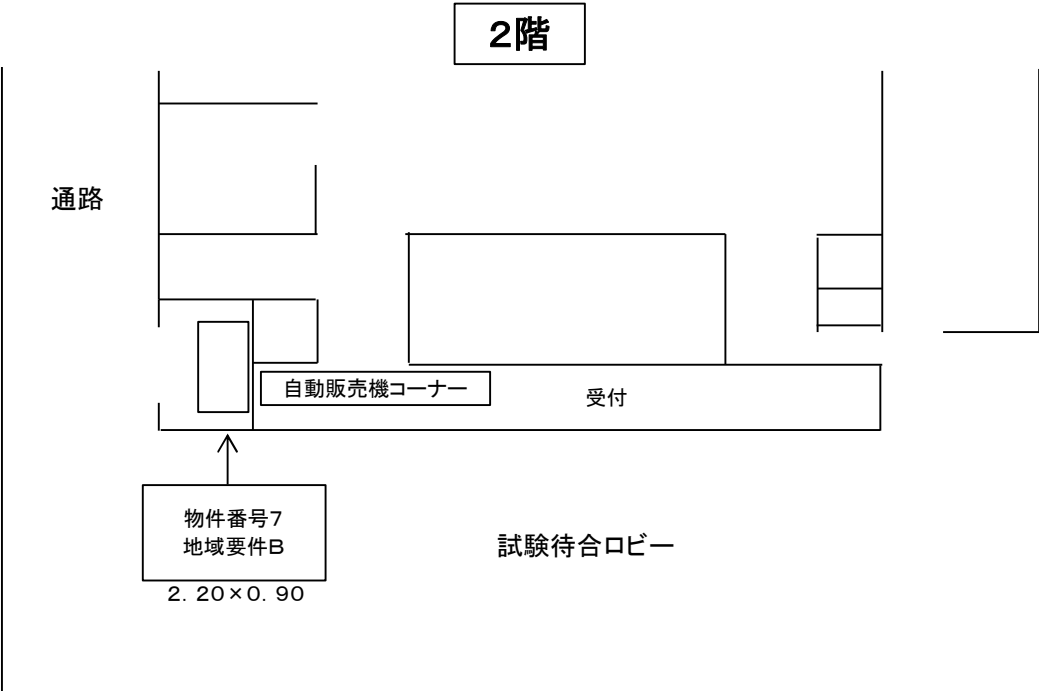 ２階
通路
自動販売機コーナー
受付
物件番号７
地域要件Ｂ
２．２０×０．９０
試験待合ロビー